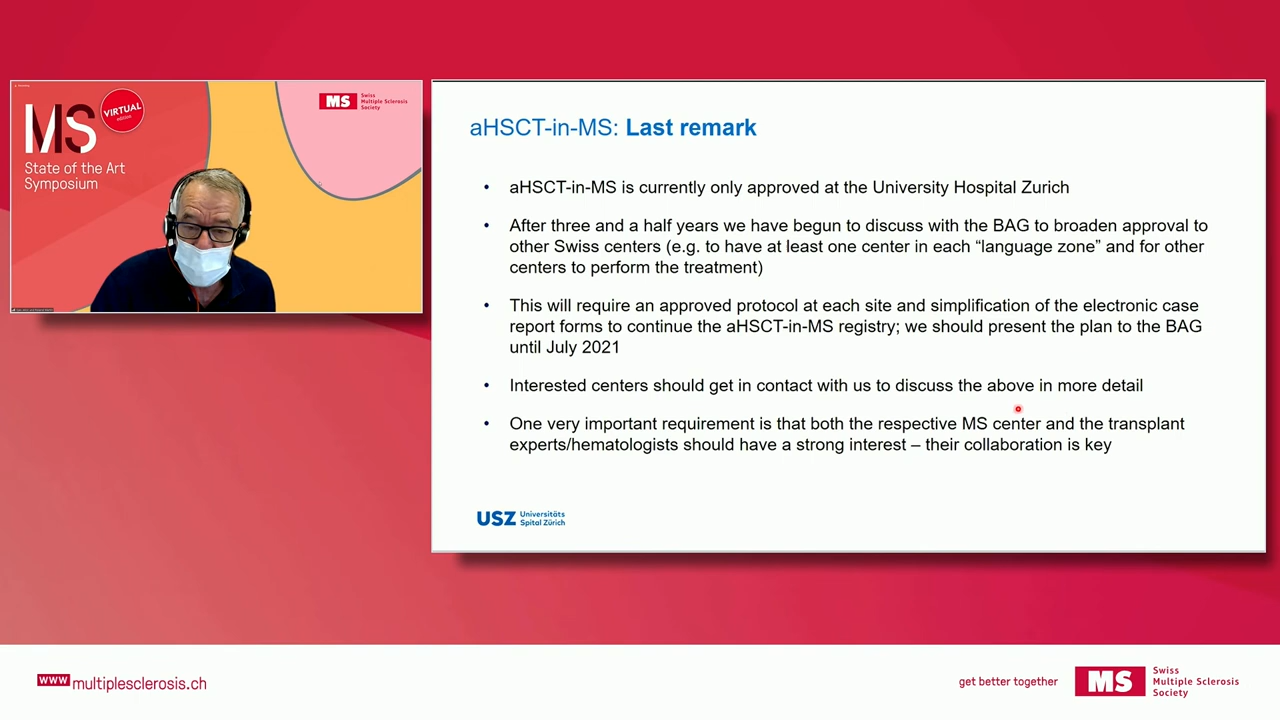 MS
VIRTUAL
edition
State of the Art
Symposium
MS
Swiss
Multiple Sclerosis
Society
aHSCT-in-MS: Last remark
• aHSCT-in-MS is currently only approved at the University Hospital Zurich
• After three and a half years we have begun to discuss with the BAG to broaden approval to
other Swiss centers (e.g. to have at least one center in each “language zone” and for other
centers to perform the treatment)
• This will require an approved protocol at each site and simplification of the electronic case
report forms to continue the aHSCT-in-MS registry; we should present the plan to the BAG
until July 2021
• Interested centers should get in contact with us to discuss the above in more detail
• One very important requirement is that both the respective MS center and the transplant
experts/hematologists should have a strong interest – their collaboration is key
USZ Universitäts
Spital Zürich
www multiplesclerosis.ch
get better together
MS
Swiss
Multiple Sclerosis
Society